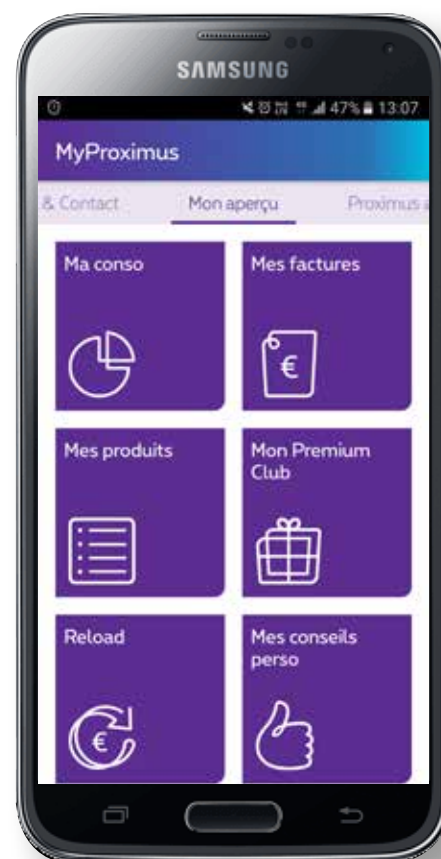 SAMSUNG
47% 13:07
MyProximus
& Contact Mon aperçu Proximus
Ma conso Mes factures
€
Mes produits Mon Premium
Club
Reload Mes conseils
perso
€